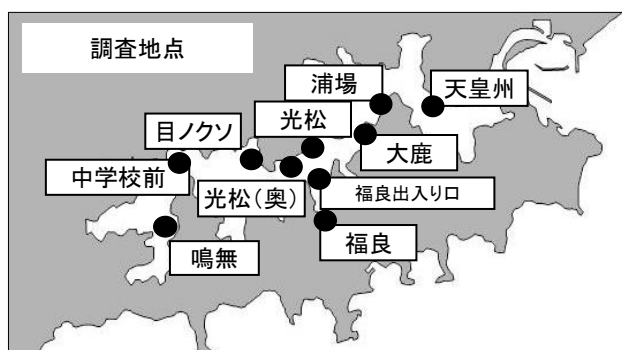 調査地点
浦場
天皇州
光松
目ノクソ
大鹿
中学校前
光松(奥)
福良出入り口
福良
鳴無